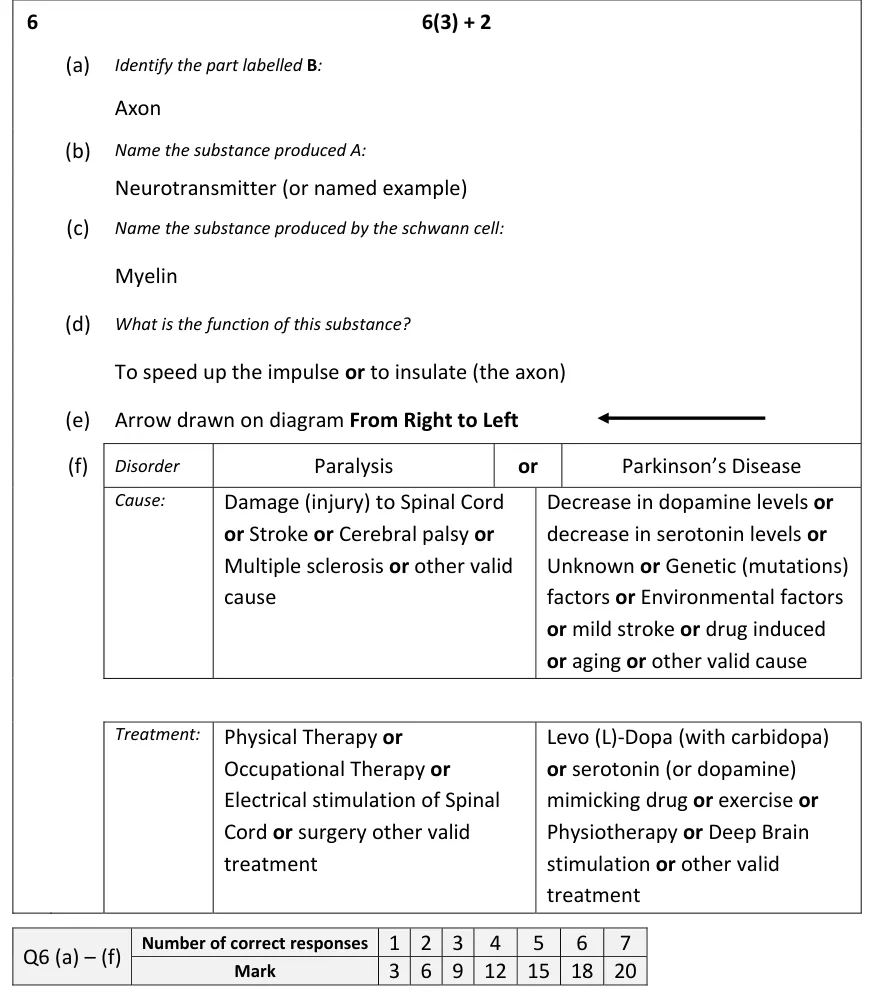 6 6(3) + 2
(a) Identify the part labelled B:
Axon
(b) Name the substance produced A:
Neurotransmitter (or named example)
(c) Name the substance produced by the schwann cell:
Myelin
(d) What is the function of this substance?
To speed up the impulse or to insulate (the axon)
(e) Arrow drawn on diagram From Right to Left
(f) Disorder Paralysis or Parkinson's Disease
Cause:
Damage (injury) to Spinal Cord
or Stroke or Cerebral palsy or
Multiple sclerosis or other valid
cause
Decrease in dopamine levels or
decrease in serotonin levels or
Unknown or Genetic (mutations)
factors or Environmental factors
or mild stroke or drug induced
or aging or other valid cause
Treatment:
Physical Therapy or
Occupational Therapy or
Electrical stimulation of Spinal
Cord or surgery other valid
treatment
Levo (L)-Dopa (with carbidopa)
or serotonin (or dopamine)
mimicking drug or exercise or
Physiotherapy or Deep Brain
stimulation or other valid
treatment
Q6 (a) – (f)
Number of correct responses 1 2 3 4 5 6 7
Mark 3 6 9 12 15 18 20